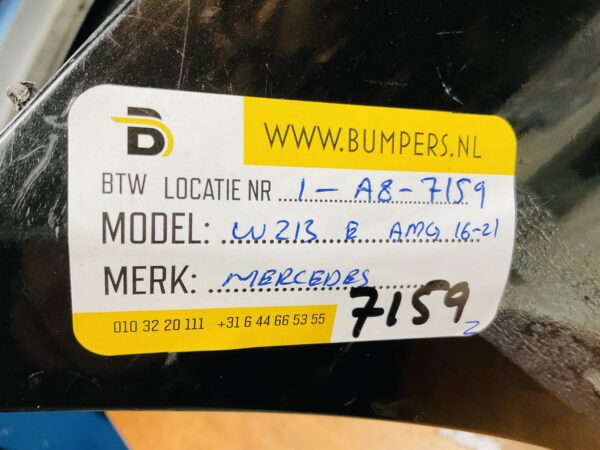 B
WWW.BUMPERS.NL
BTW LOCATIE NR 1-A8-7159
MODEL: W213 E AMG 16-21
MERK: MERCEDES
7159
2
010 32 20 111 +31 6 44 66 53 55